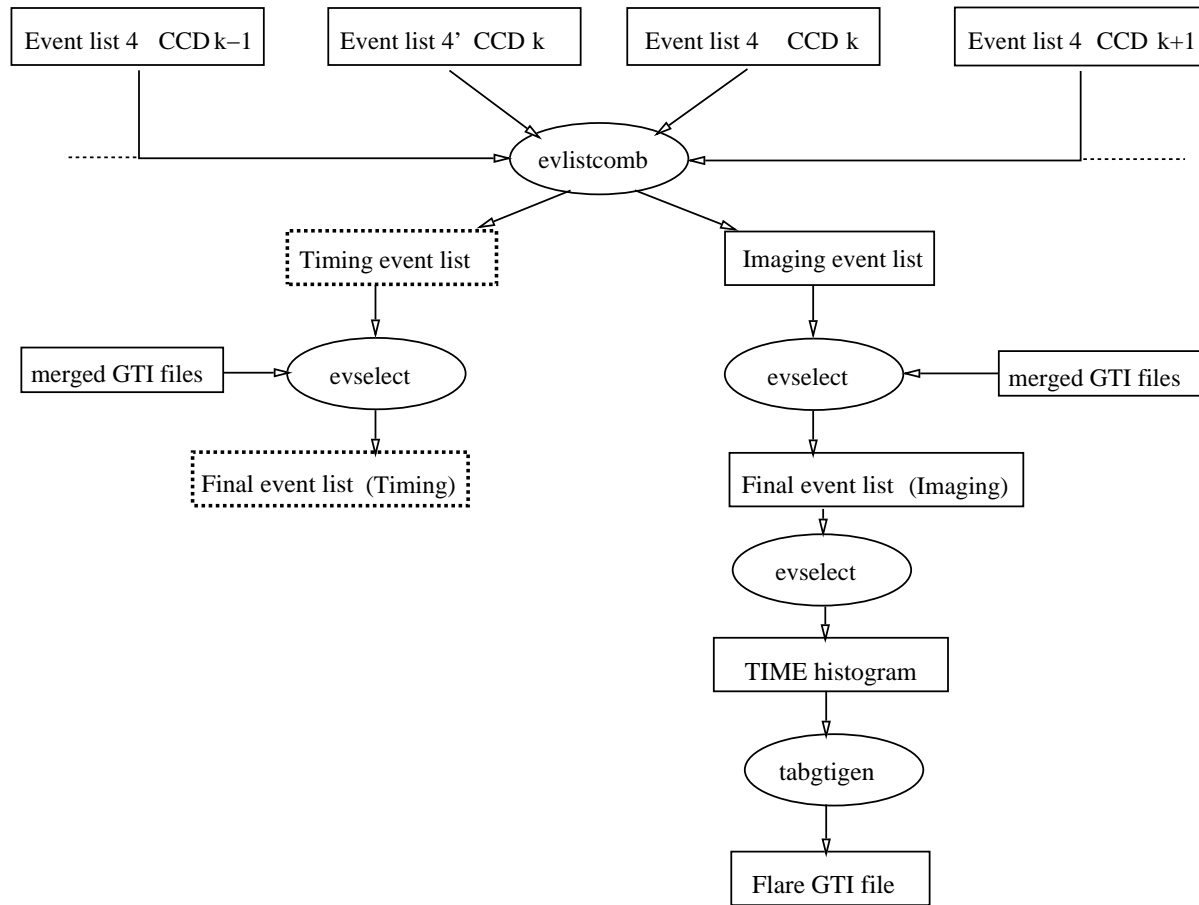 Event list 4 CCD k−1
Event list 4' CCD k
Event list 4 CCD k
Event list 4 CCD k+1
evlistcomb
Timing event list
Imaging event list
merged GTI files
evselect
evselect
merged GTI files
Final event list (Timing)
Final event list (Imaging)
evselect
TIME histogram
tabgtigen
Flare GTI file